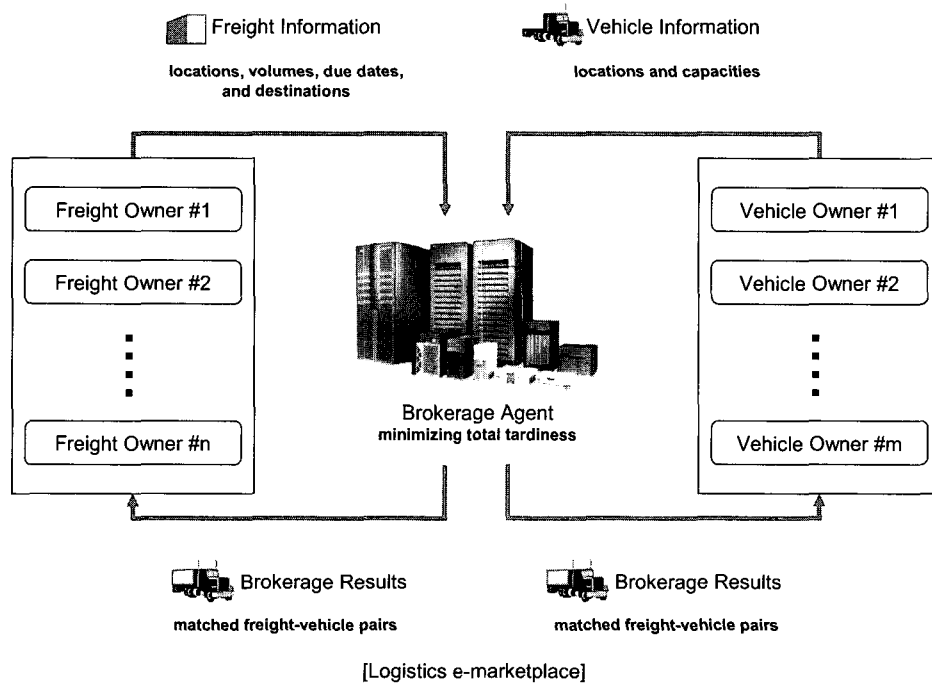 Freight Information
Vehicle Information
locations, volumes, due dates,
and destinations
locations and capacities
Freight Owner #1
Freight Owner #2
Freight Owner #n
Vehicle Owner #1
Vehicle Owner #2
Vehicle Owner #m
Brokerage Agent
minimizing total tardiness
Brokerage Results
Brokerage Results
matched freight-vehicle pairs
matched freight-vehicle pairs
[Logistics e-marketplace]